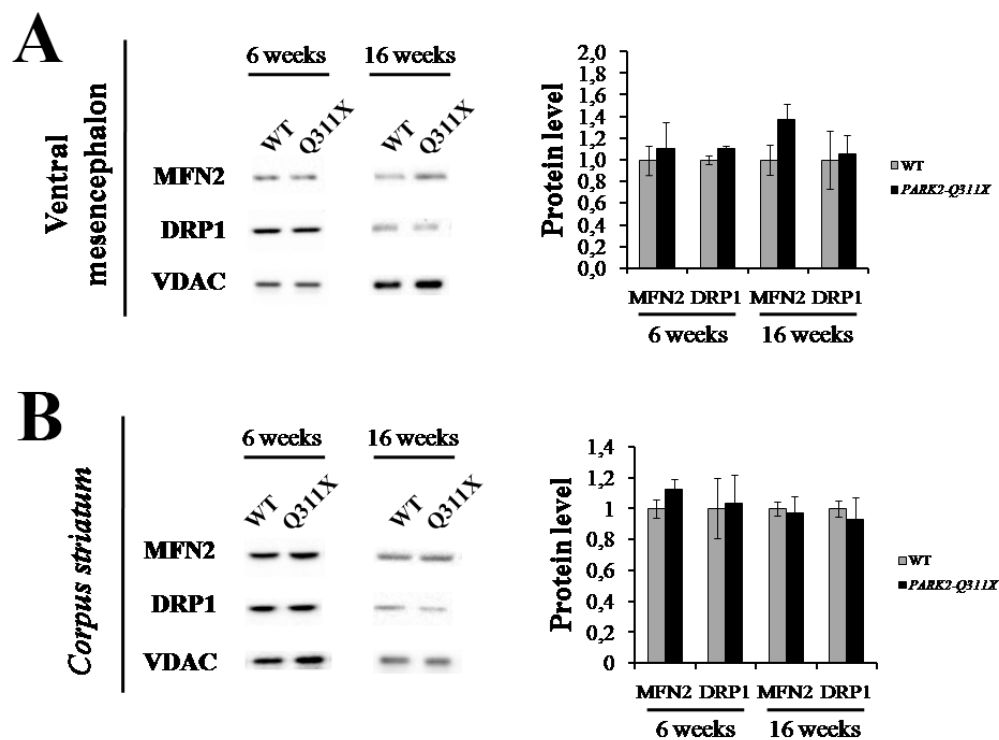 A
Ventral
mesencephalon
6 weeks 16 weeks
WT Q311X WT Q311X
MFN2
DRP1
VDAC
Protein level
2,0
1,8
1,6
1,4
1,2
1,0
0,8
0,6
0,4
0,2
0,0
MFN2 DRP1 MFN2 DRP1
6 weeks 16 weeks
WT
PARK2-Q311X
B
Corpus striatum
6 weeks 16 weeks
WT Q311X WT Q311X
MFN2
DRP1
VDAC
Protein level
1,4
1,2
1
0,8
0,6
0,4
0,2
0
MFN2 DRP1 MFN2 DRP1
6 weeks 16 weeks
WT
PARK2-Q311X